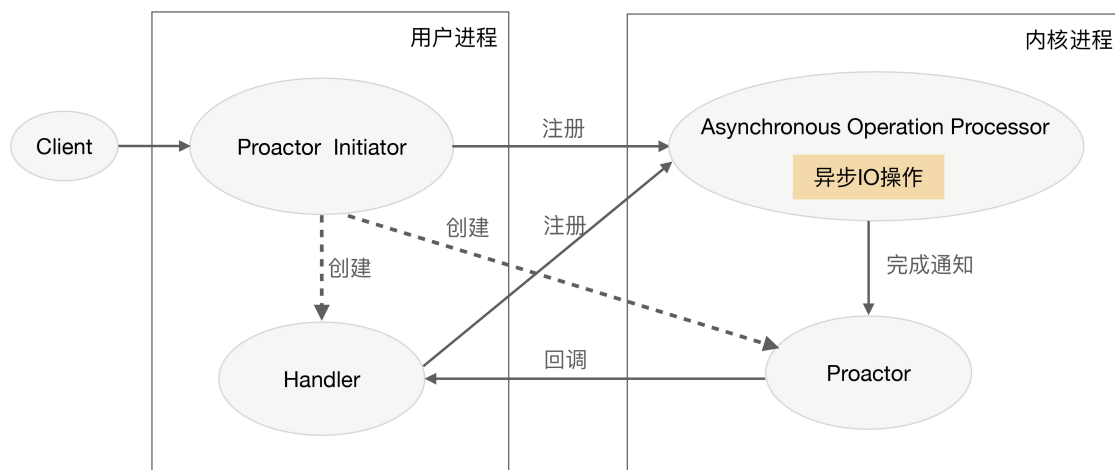 用户进程
内核进程
Client
Proactor Initiator
注册
Asynchronous Operation Processor
异步IO操作
创建
注册
创建
完成通知
Handler
回调
Proactor